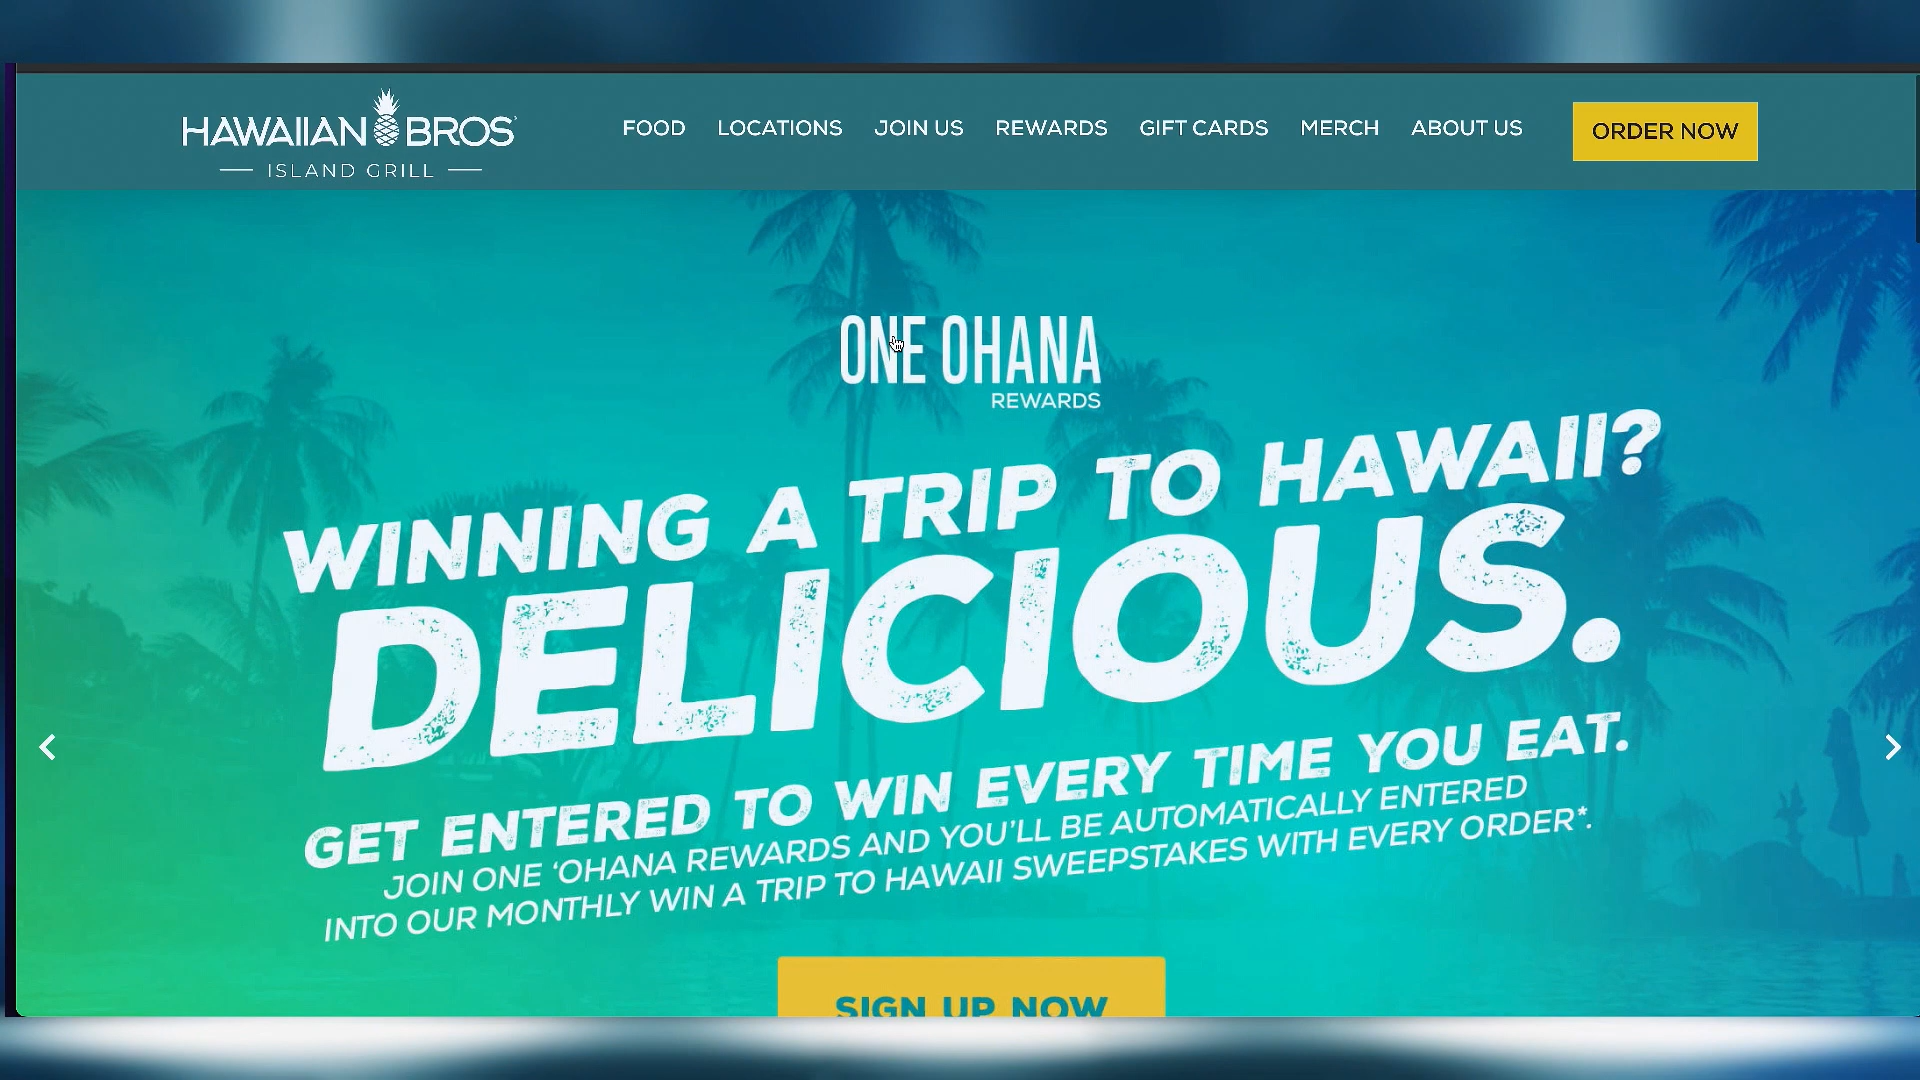 HAWAIIAN BROS
ISLAND GRILL
FOOD LOCATIONS JOIN US REWARDS GIFT CARDS MERCH ABOUT US
ORDER NOW
ONE OHANA
REWARDS
WINNING A TRIP TO HAWAII?
DELICIOUS.
GET ENTERED TO WIN EVERY TIME YOU EAT.
JOIN ONE ‘OHANA REWARDS AND YOU’LL BE AUTOMATICALLY ENTERED
INTO OUR MONTHLY WIN A TRIP TO HAWAII SWEEPSTAKES WITH EVERY ORDER*.
SIGN UP NOW